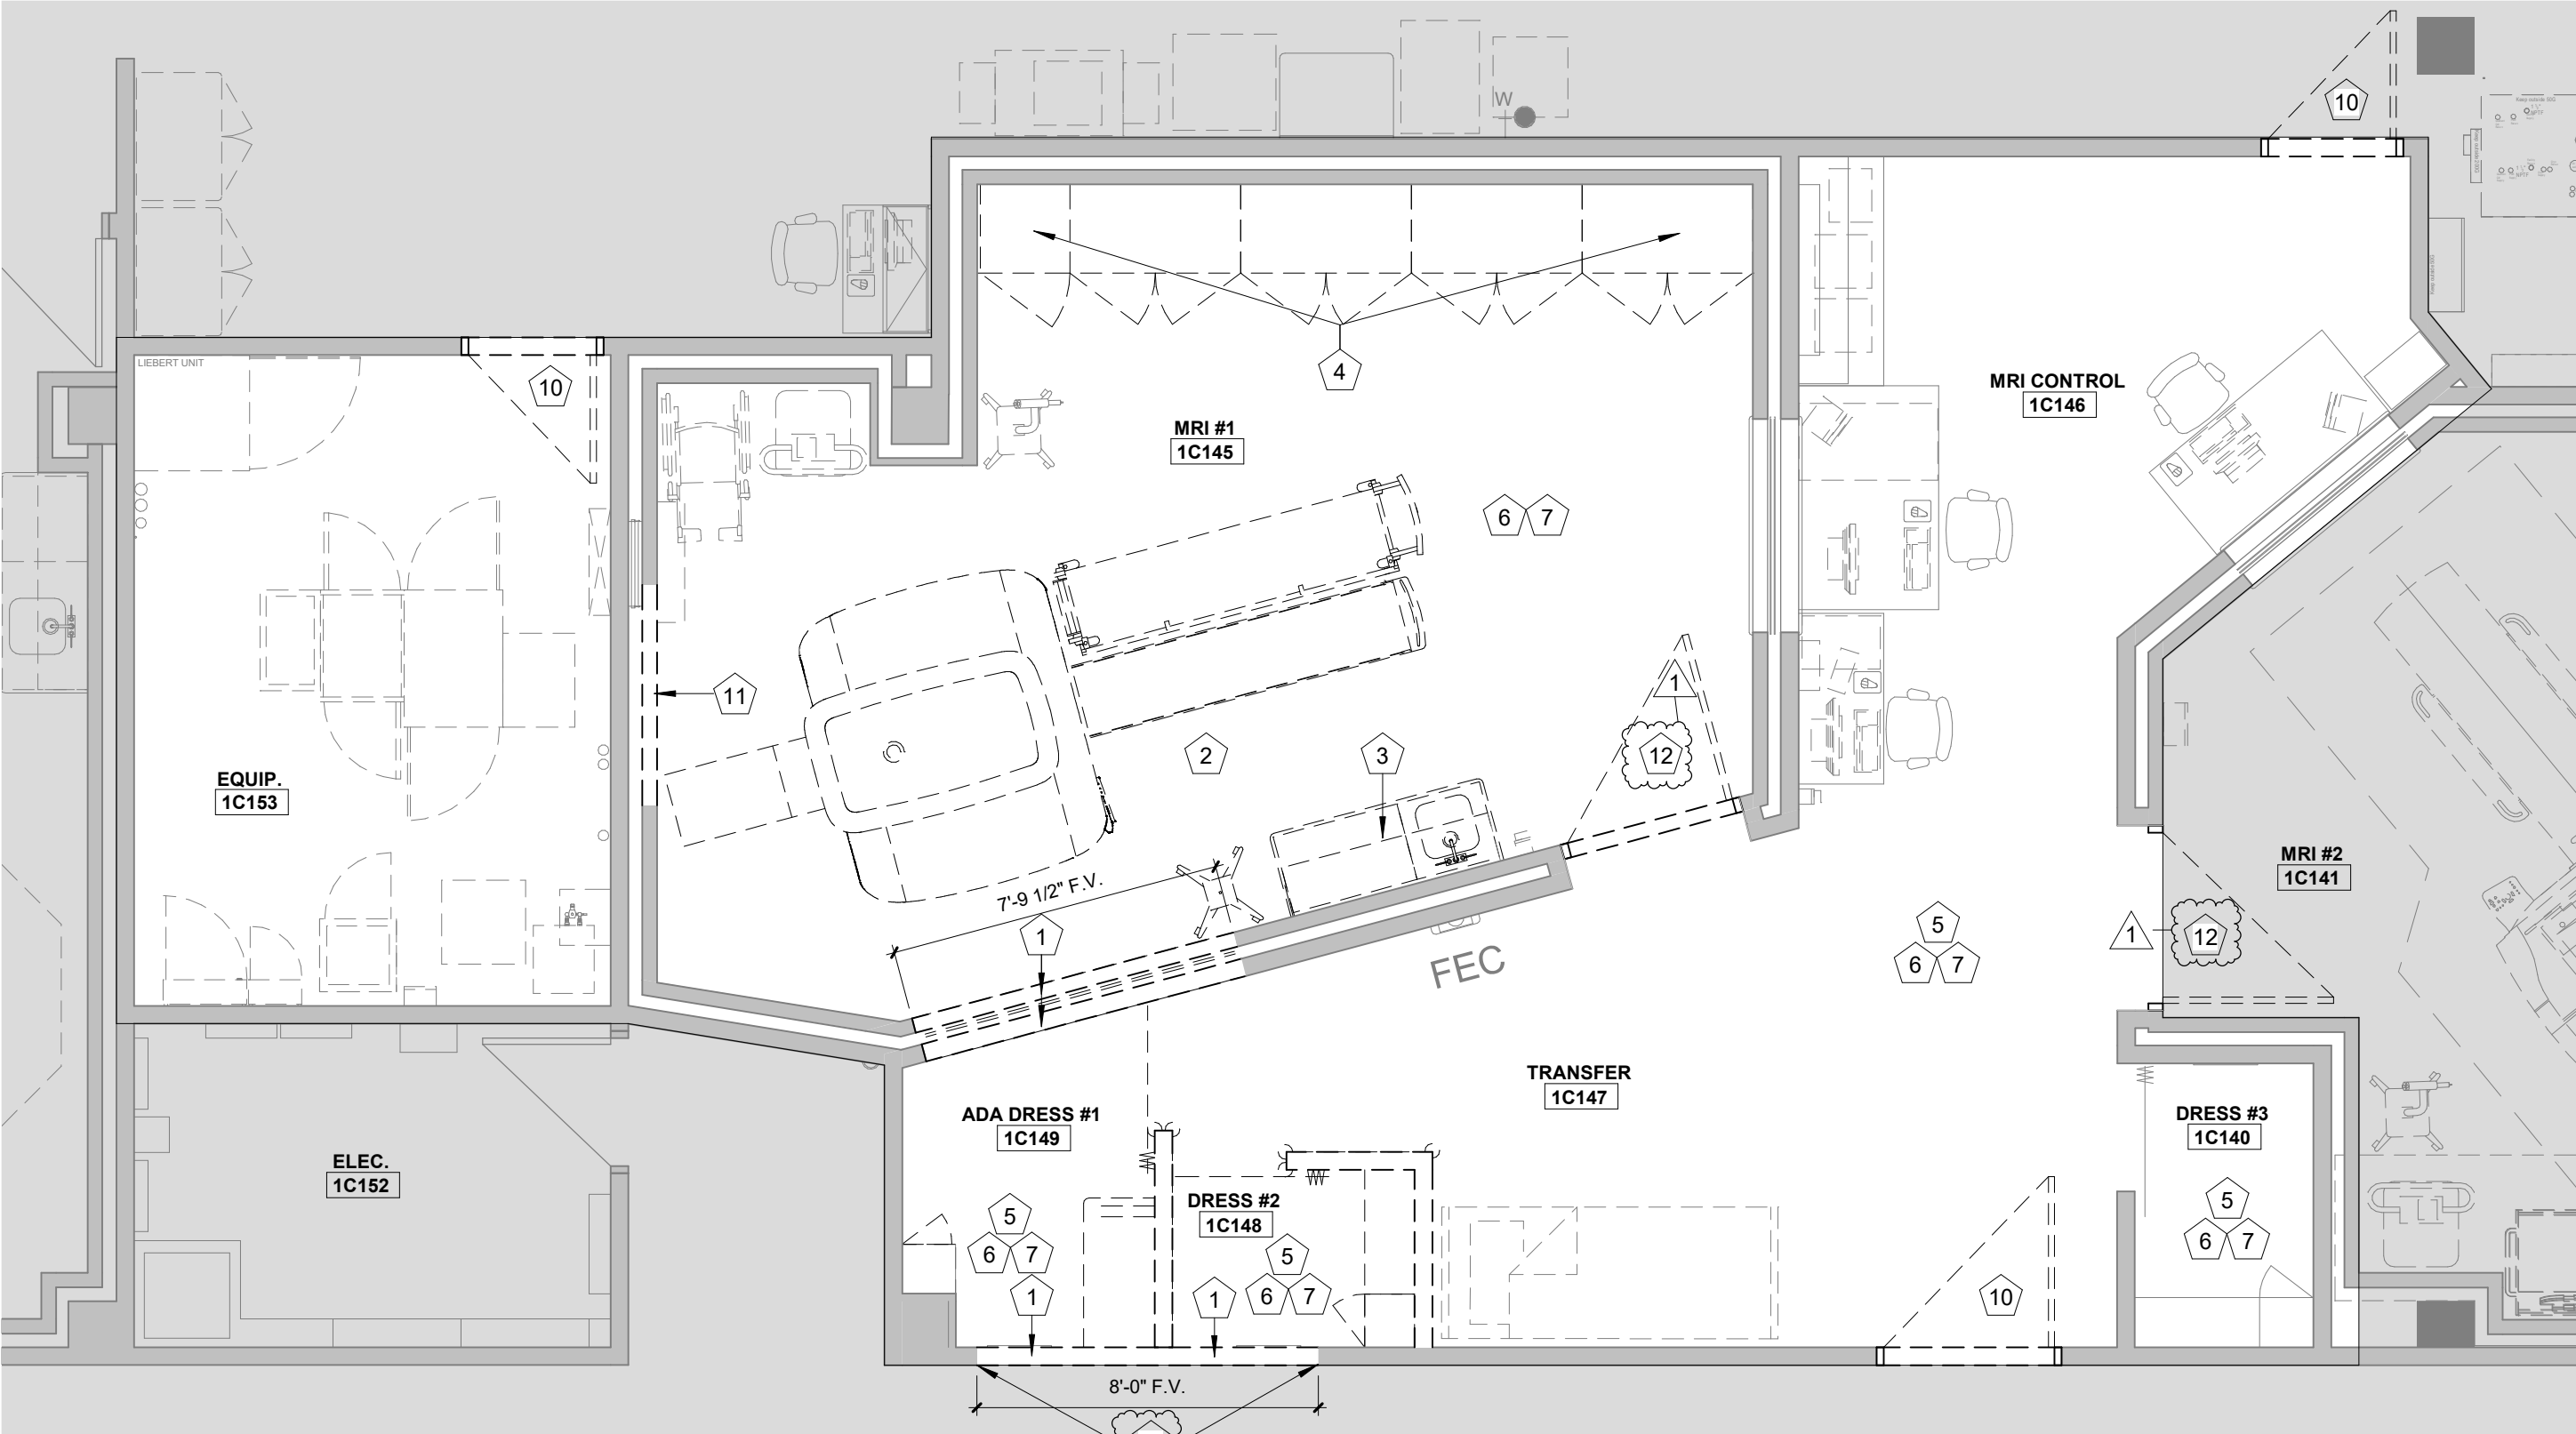 W
10
LIEBERT UNIT
10
4
MRI CONTROL
1C146
MRI #1
1C145
6 7
11
1
12
2
3
EQUIP.
1C153
7'-9 1/2" F.V.
1
MRI #2
1C141
5
6 7
1
12
FEC
TRANSFER
1C147
ADA DRESS #1
1C149
DRESS #3
1C140
ELEC.
1C152
DRESS #2
1C148
5
6 7
5
6 7
5
6 7
1
1
10
8'-0" F.V.